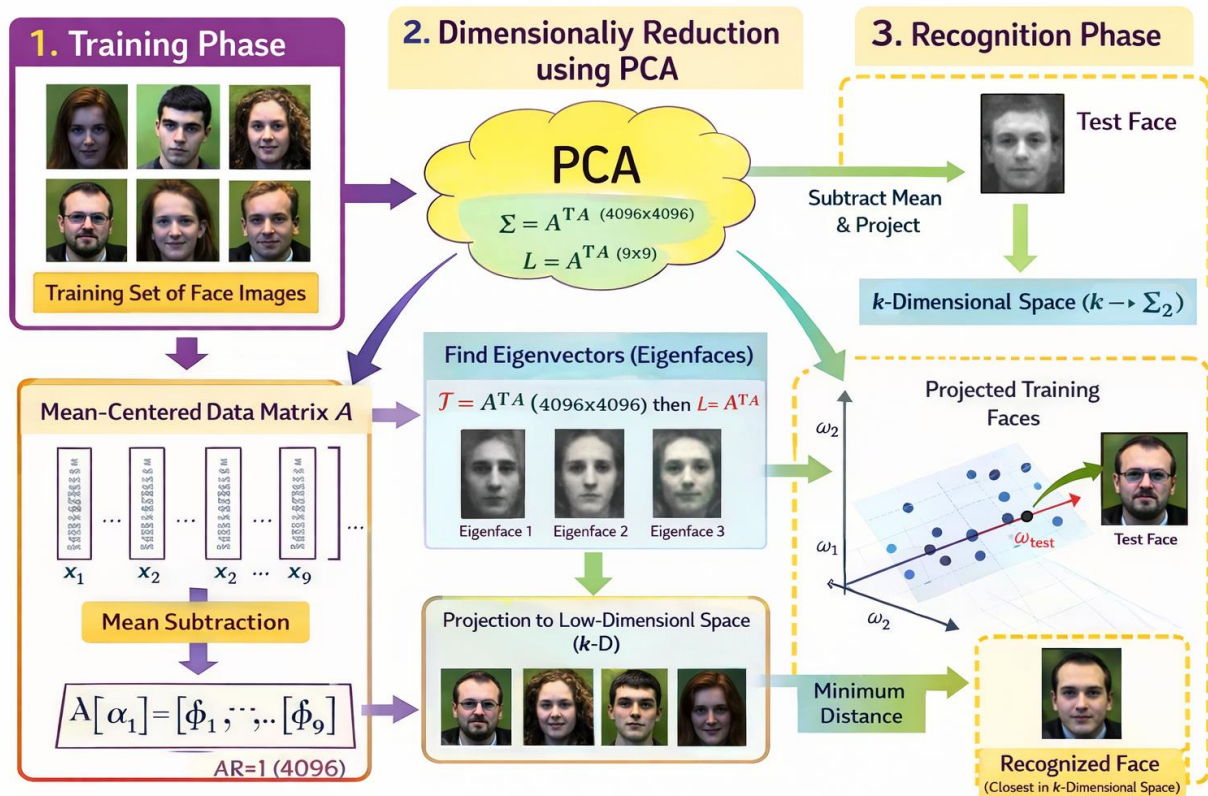 1. Training Phase
Training Set of Face Images
2. Dimensionaliy Reduction
using PCA
PCA
Σ = A^TA (4096x4096)
L = A^TA (9x9)
3. Recognition Phase
Test Face
Subtract Mean
& Project
k-Dimensional Space (k → Σ₂)
Mean-Centered Data Matrix A
... ... ... ...
x₁ x₂ x₂ ... x₉
Mean Subtraction
A[α₁]=[ϕ₁,...,.. [ϕ₉]
AR=1 (4096)
Find Eigenvectors (Eigenfaces)
𝒯 = A^TA (4096x4096) then L= A^TA
Eigenface 1 Eigenface 2 Eigenface 3
Projection to Low-Dimensionl Space
(k-D)
Projected Training
Faces
ω₂
ω₁
ω₂
ω_test
Test Face
Minimum
Distance
Recognized Face
(Closest in k-Dimensional Space)